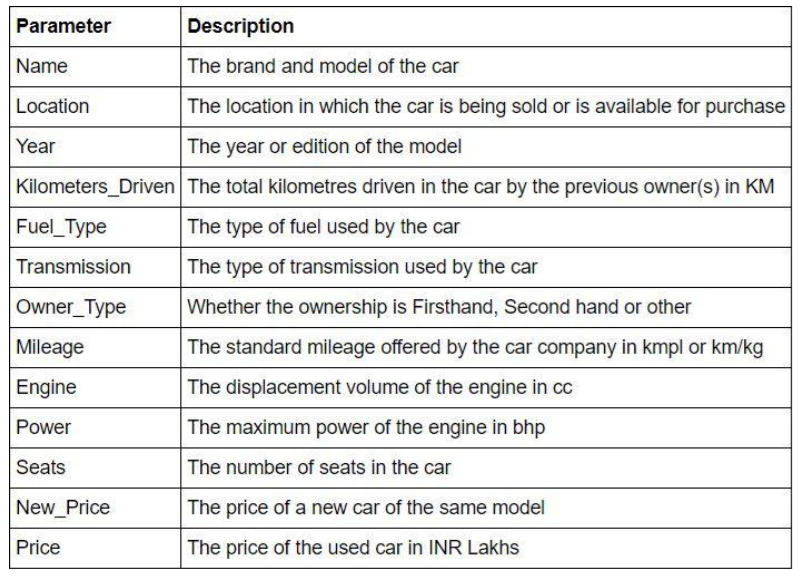 Parameter Description
Name The brand and model of the car
Location The location in which the car is being sold or is available for purchase
Year The year or edition of the model
Kilometers_Driven The total kilometres driven in the car by the previous owner(s) in KM
Fuel_Type The type of fuel used by the car
Transmission The type of transmission used by the car
Owner_Type Whether the ownership is Firsthand, Second hand or other
Mileage The standard mileage offered by the car company in kmpl or km/kg
Engine The displacement volume of the engine in cc
Power The maximum power of the engine in bhp
Seats The number of seats in the car
New_Price The price of a new car of the same model
Price The price of the used car in INR Lakhs